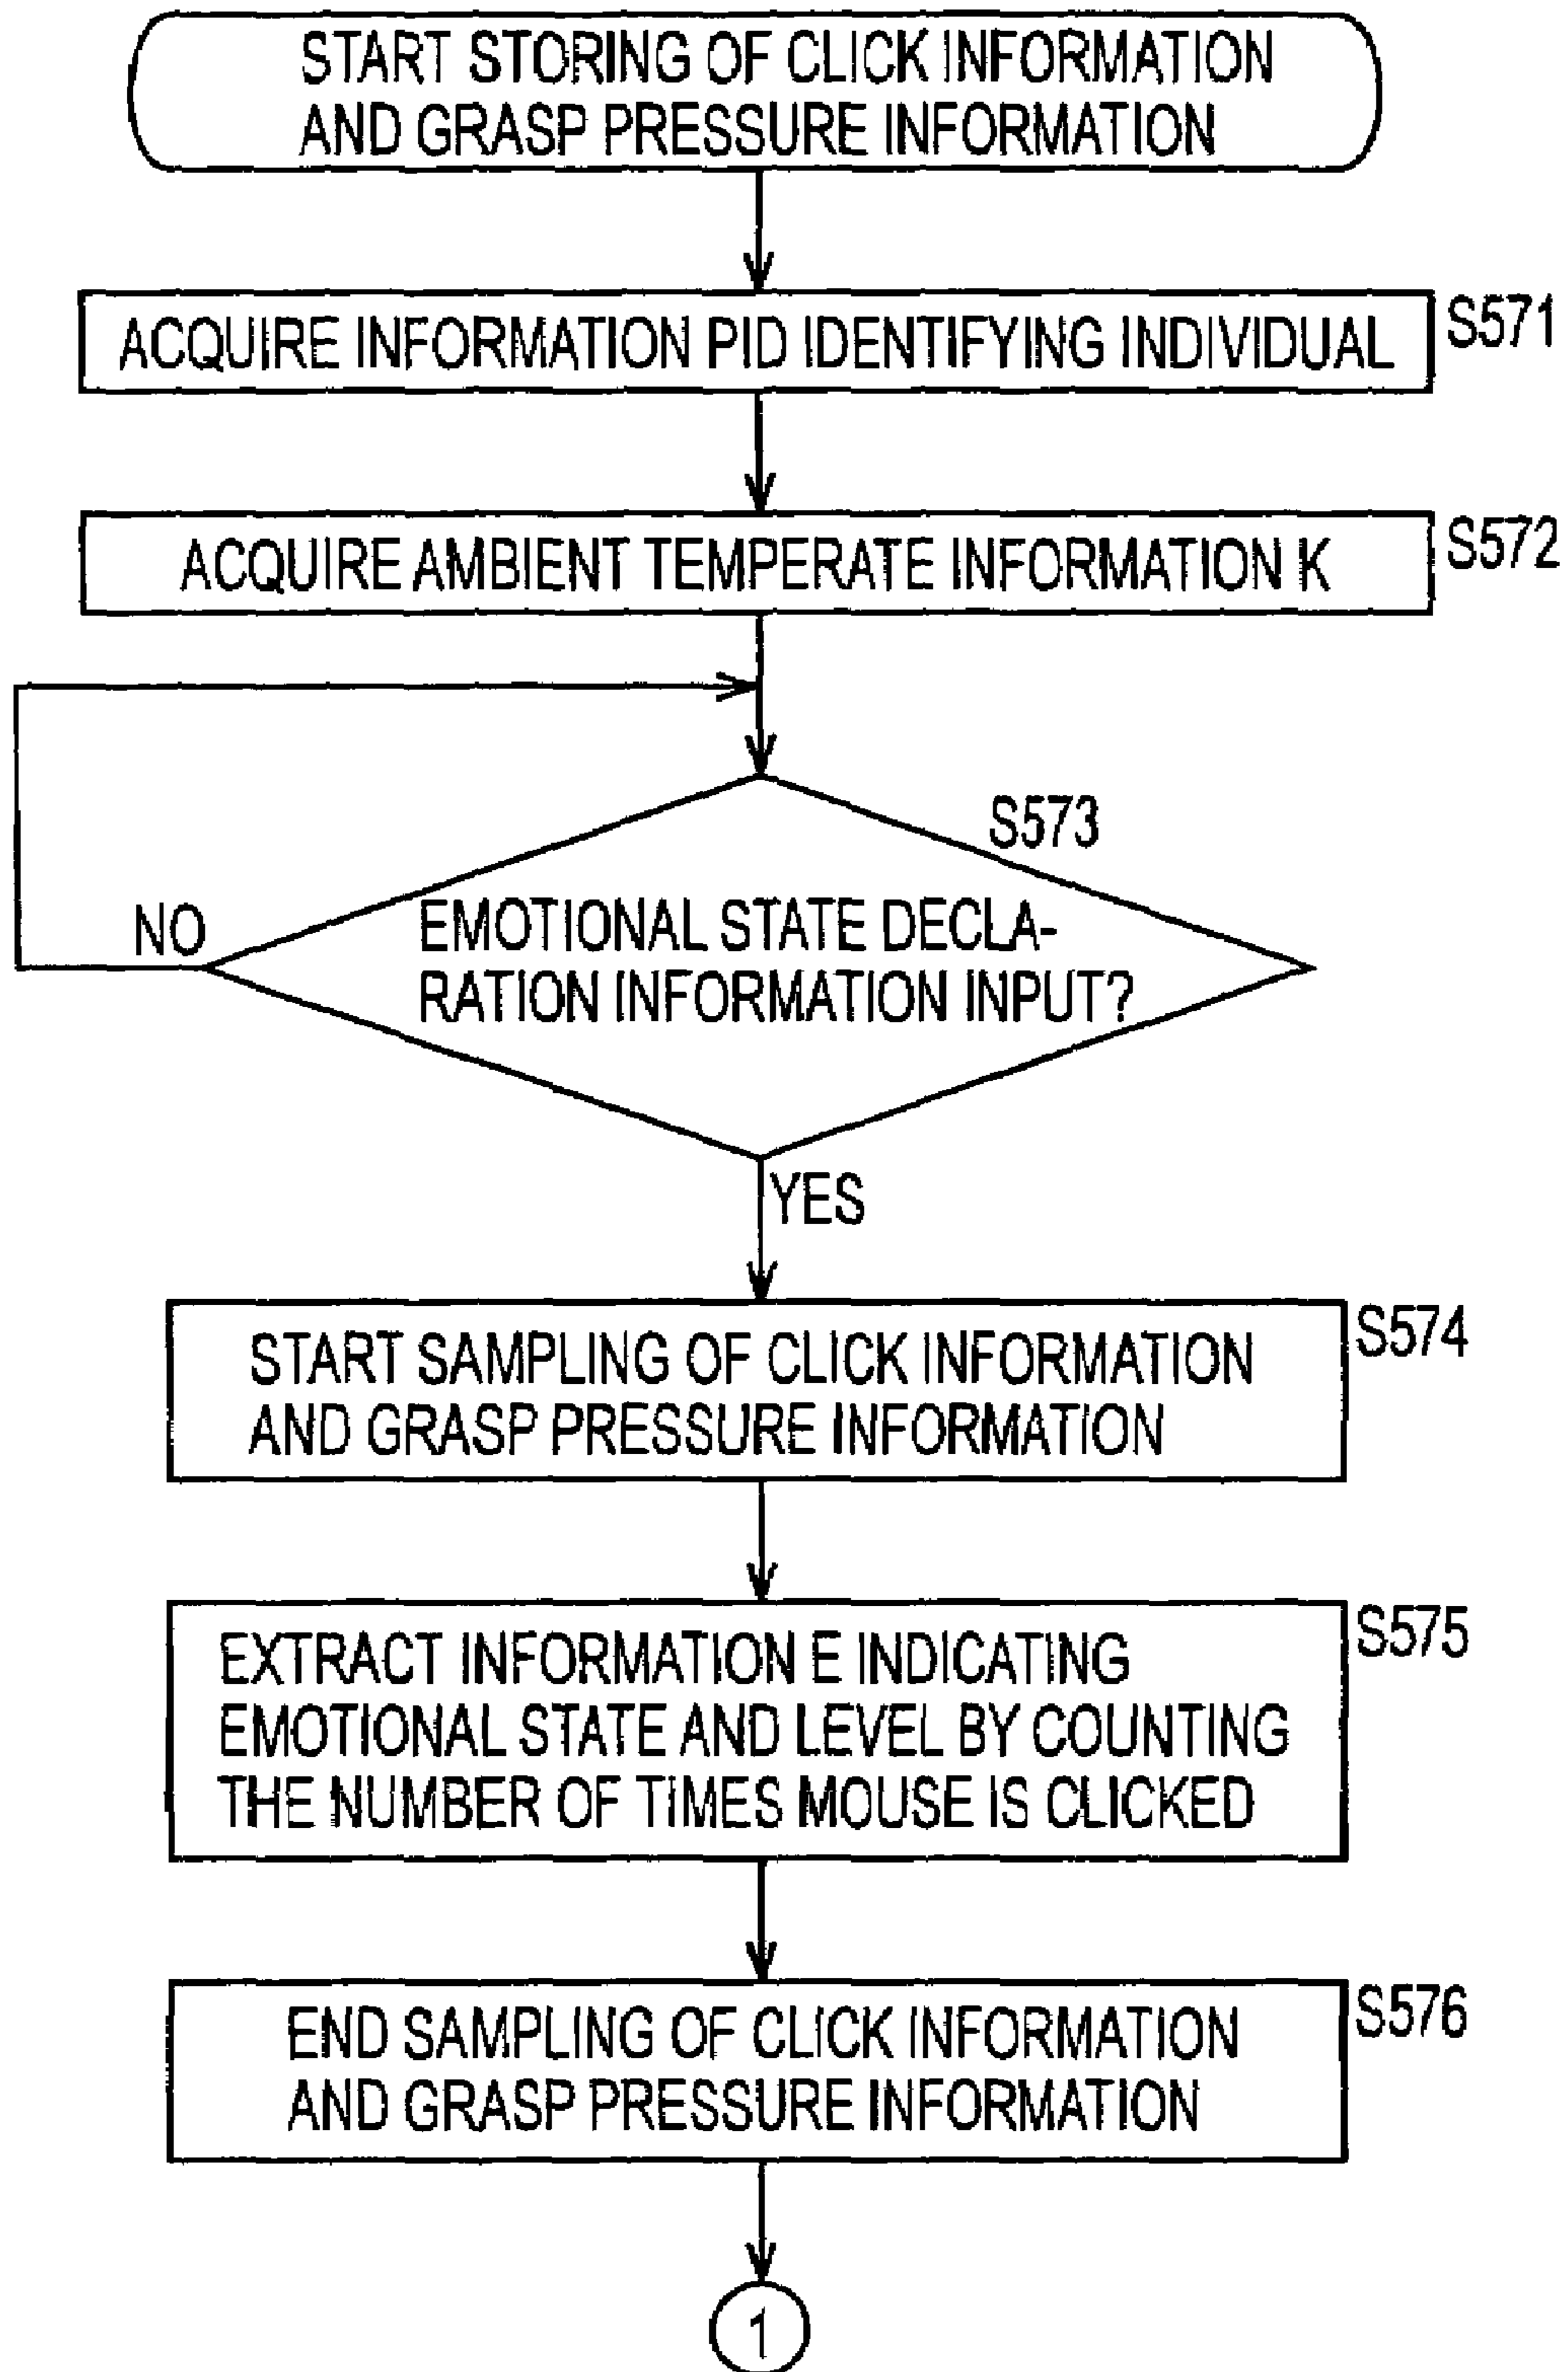 START STORING OF CLICK INFORMATION
AND GRASP PRESSURE INFORMATION
ACQUIRE INFORMATION PID IDENTIFYING INDIVIDUAL
S571
ACQUIRE AMBIENT TEMPERATE INFORMATION K
S572
S573
NO
EMOTIONAL STATE DECLA-
RATION INFORMATION INPUT?
YES
START SAMPLING OF CLICK INFORMATION
AND GRASP PRESSURE INFORMATION
S574
EXTRACT INFORMATION E INDICATING
EMOTIONAL STATE AND LEVEL BY COUNTING
THE NUMBER OF TIMES MOUSE IS CLICKED
S575
END SAMPLING OF CLICK INFORMATION
AND GRASP PRESSURE INFORMATION
S576
1